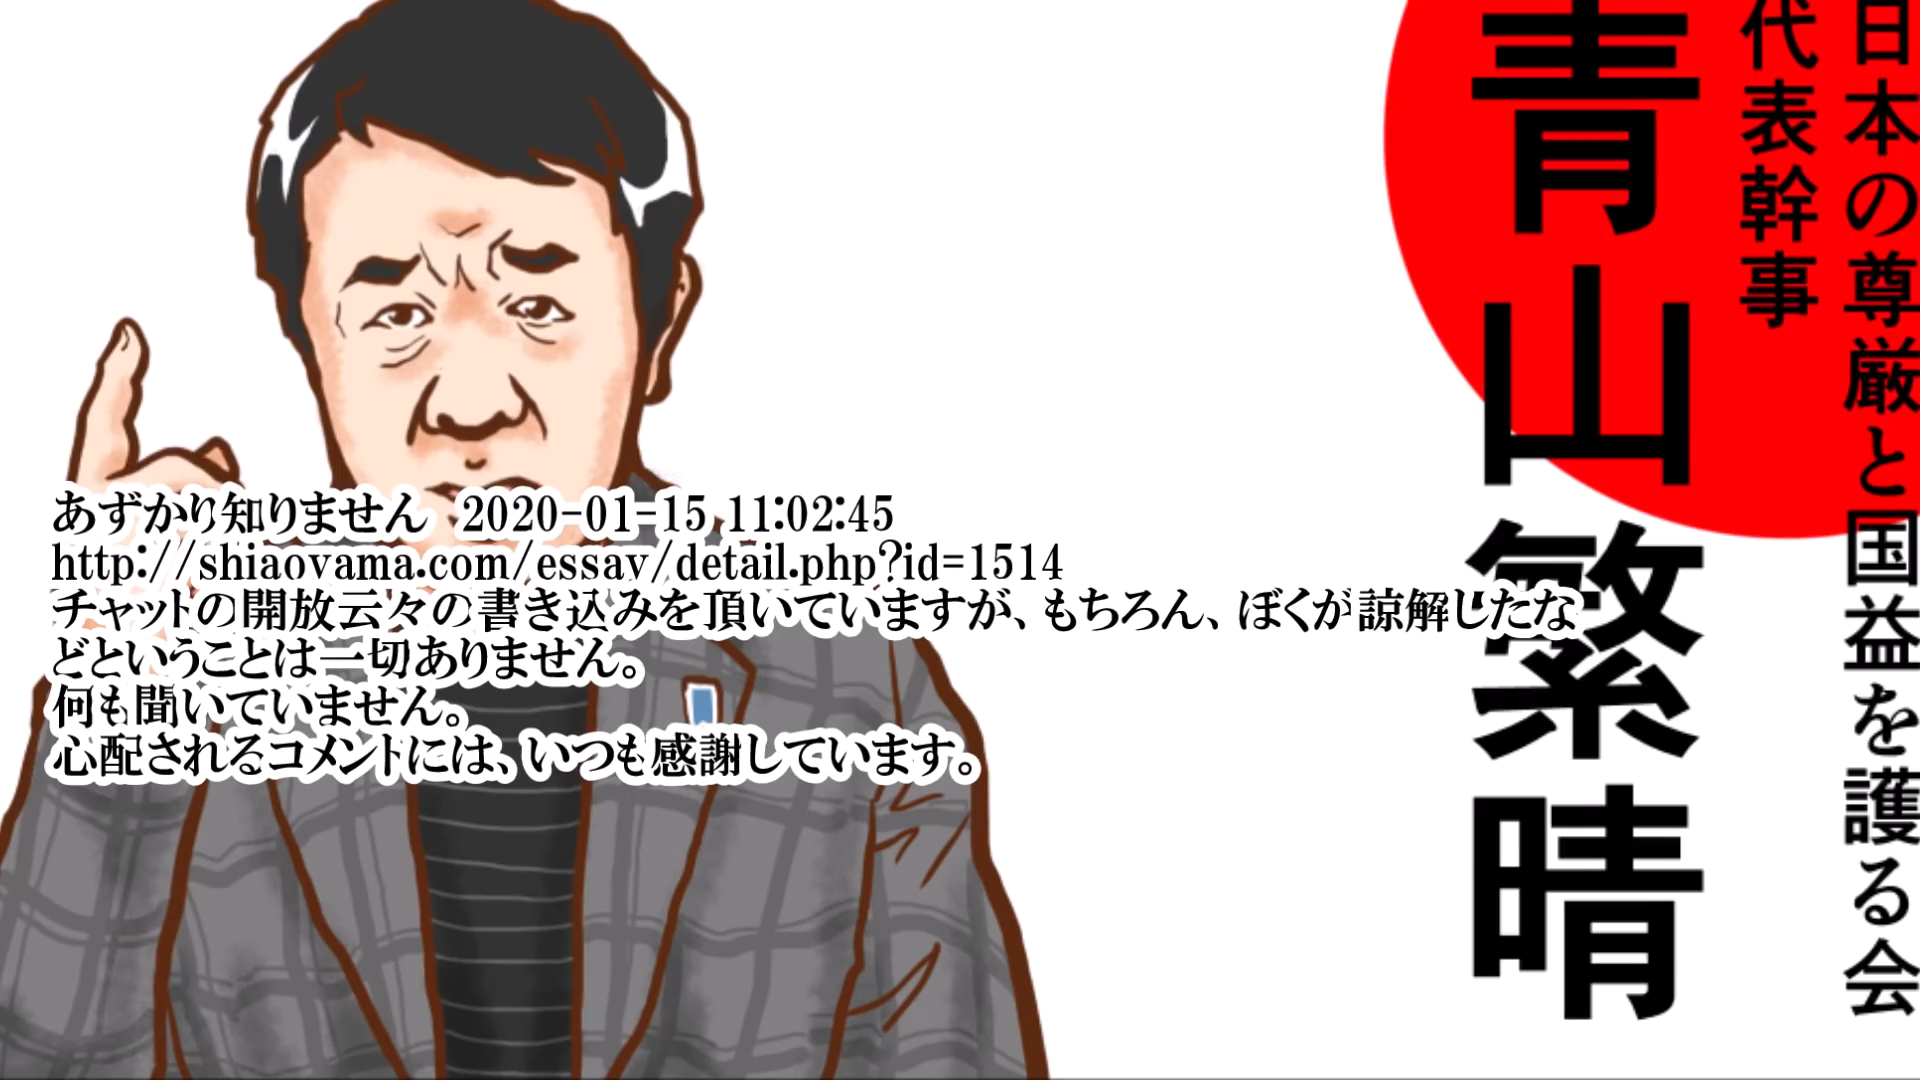 日本の尊厳と国益を護る会
代表幹事
青山繁晴
あずかり知りません　2020-01-15 11:02:45
http://shiaoyama.com/essay/detail.php?id=1514
チャットの開放云々の書き込みを頂いていますが、もちろん、ぼくが諒解したな
どということは一切ありません。
何も聞いていません。
心配されるコメントには、いつも感謝しています。